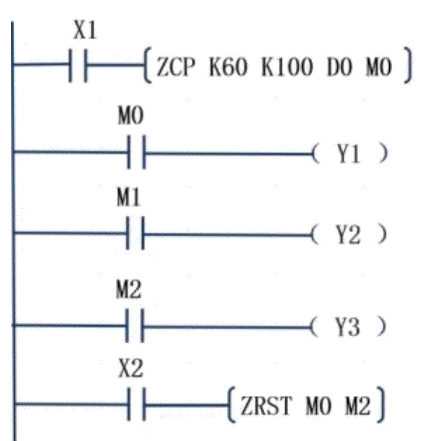 X1
ZCP K60 K100 D0 M0
M0
Y1
M1
Y2
M2
Y3
X2
ZRST M0 M2